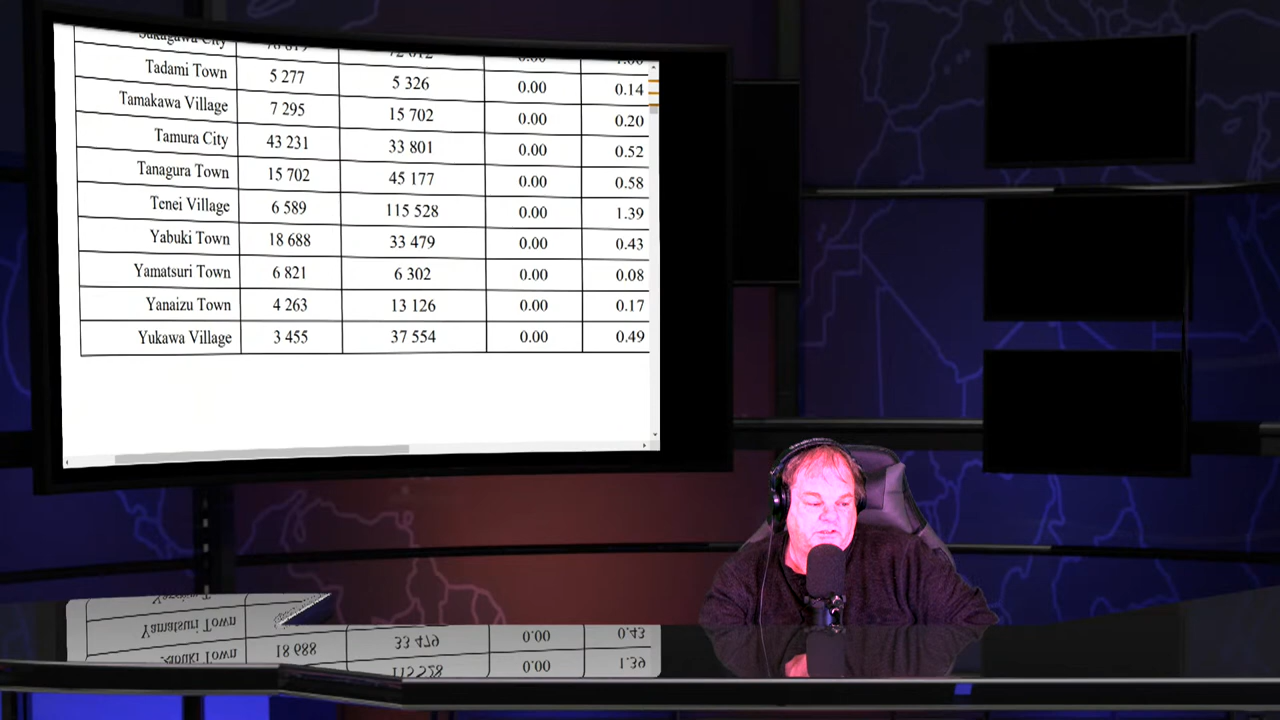 Sukagawa City
Tadami Town 5 277 5 326 0.00 0.14
Tamakawa Village 7 295 15 702 0.00 0.20
Tamura City 43 231 33 801 0.00 0.52
Tanagura Town 15 702 45 177 0.00 0.58
Tenei Village 6 589 115 528 0.00 1.39
Yabuki Town 18 688 33 479 0.00 0.43
Yamatsuri Town 6 821 6 302 0.00 0.08
Yanaizu Town 4 263 13 126 0.00 0.17
Yukawa Village 3 455 37 554 0.00 0.49